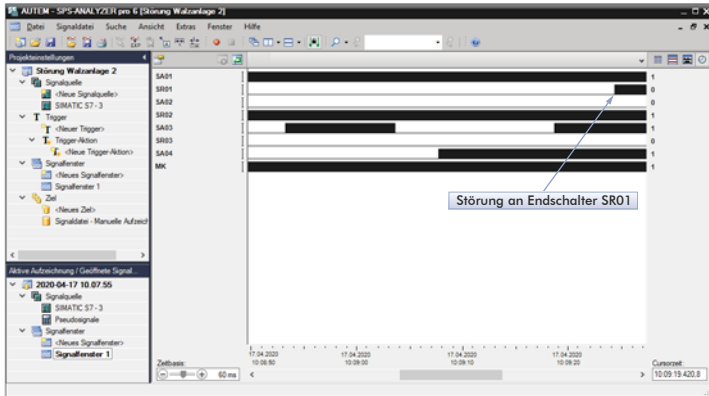 AUTEM - SPS-ANALYZER pro 6 [Störung Walzanlage 2]
Datei Signaldatei Suche Ansicht Extras Fenster Hilfe
Projekteinstellungen
Störung Walzanlage 2
Signalquelle
<Neue Signalquelle>
SIMATIC S7 - 3
Trigger
<Neuer Trigger>
Trigger-Aktion
<Neue Trigger-Aktion>
Signalfenster
<Neues Signalfenster>
Signalfenster 1
Ziel
<Neues Ziel>
Signaldatei - Manuelle Aufzeich
Aktive Aufzeichnung / Geöffnete Signal...
2020-04-17 10.07.55
Signalquelle
SIMATIC S7 - 3
Pseudosignale
Signalfenster
<Neues Signalfenster>
Signalfenster 1
SA01 1
SR01 0
SA02 0
SR02 1
SA03 1
SR03 0
SA04 1
MK 1
Störung an Endschalter SR01
17.04.2020 17.04.2020 17.04.2020 17.04.2020
10:08:50 10:09:00 10:09:10 10:09:20
Zeitbasis:
60 ms
Cursorzeit:
10:09:19.420,8